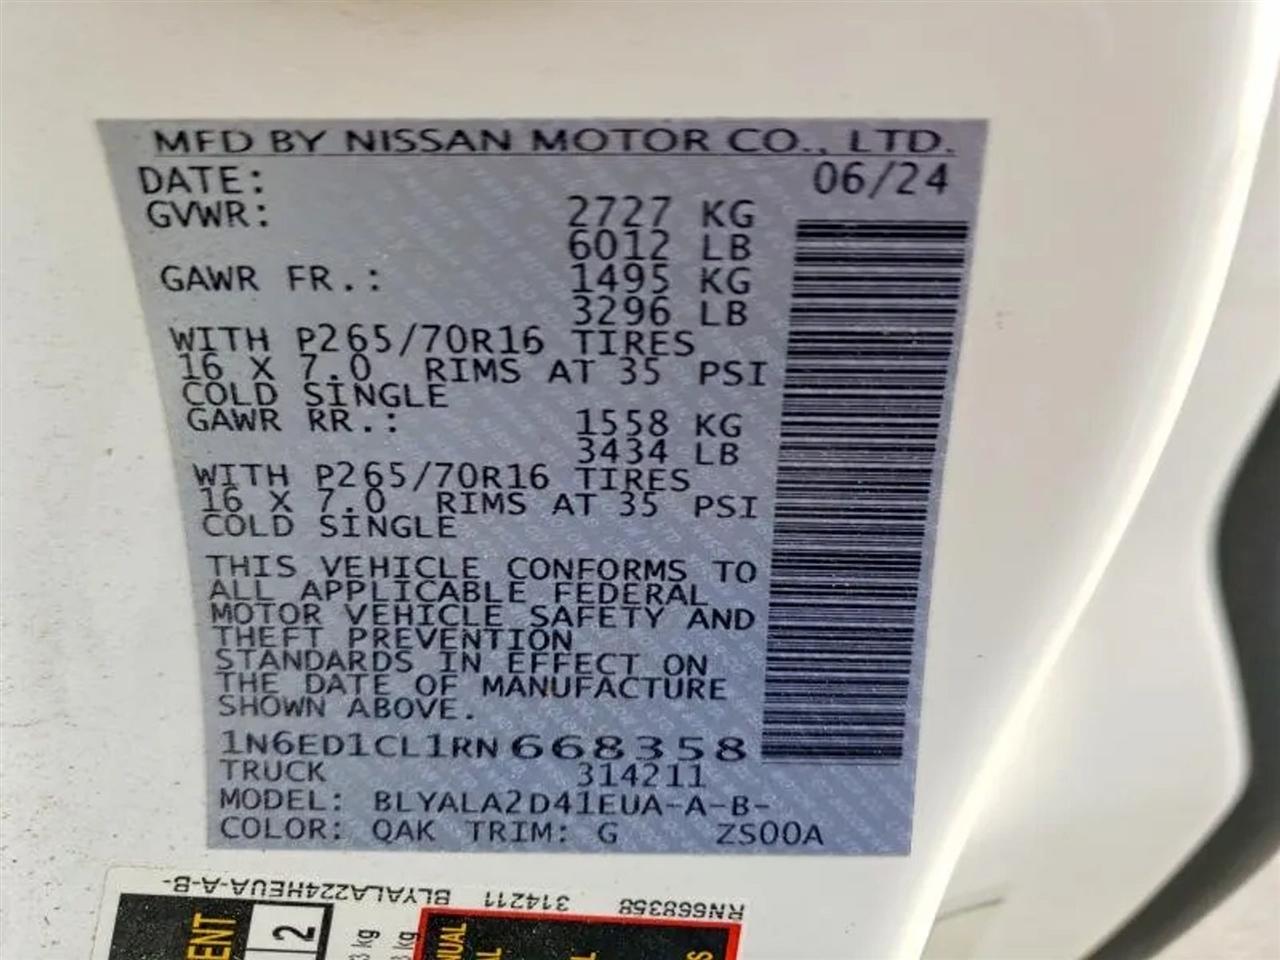 MFD BY NISSAN MOTOR CO., LTD.
DATE: 06/24
GVWR: 2727 KG
6012 LB
GAWR FR.: 1495 KG
3296 LB
WITH P265/70R16 TIRES
16 X 7.0 RIMS AT 35 PSI
COLD SINGLE
GAWR RR.: 1558 KG
3434 LB
WITH P265/70R16 TIRES
16 X 7.0 RIMS AT 35 PSI
COLD SINGLE
THIS VEHICLE CONFORMS TO
ALL APPLICABLE FEDERAL
MOTOR VEHICLE SAFETY AND
THEFT PREVENTION
STANDARDS IN EFFECT ON
THE DATE OF MANUFACTURE
SHOWN ABOVE.
1N6ED1CL1RN668358
TRUCK 314211
MODEL: BLYALA2D41EUA-A-B-
COLOR: QAK TRIM: G ZS00A
RN668358 314211 BLYALA224HEUA-A-B-
2